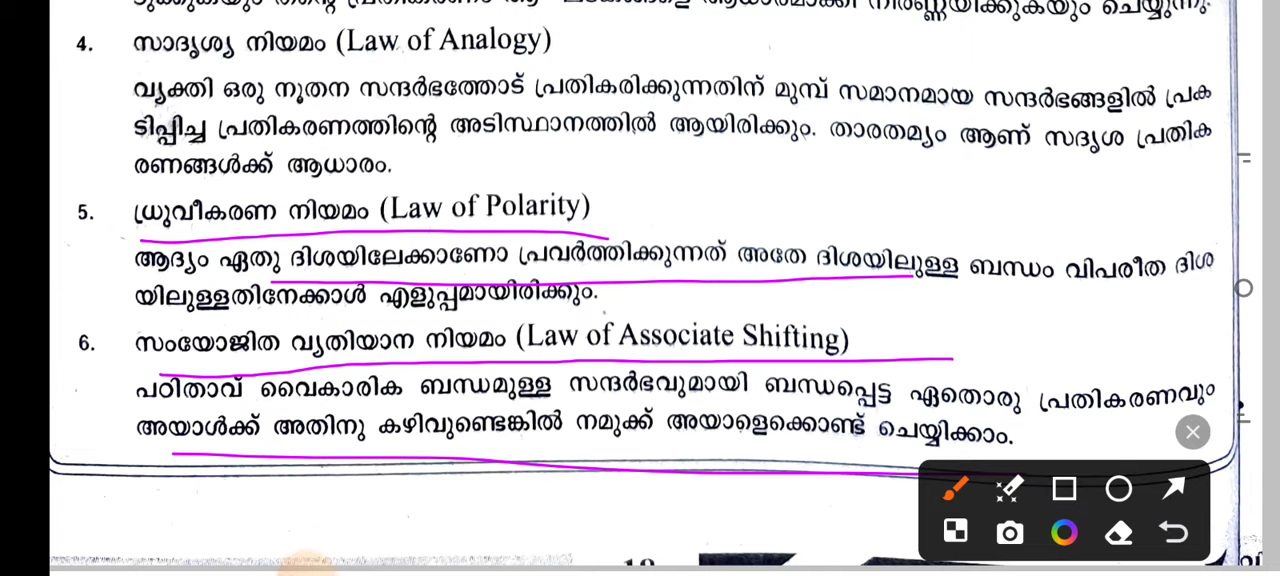 നിർണ്ണയിക്കുകയും ചെയ്യുന്നു.
4. സാദൃശ്യ നിയമം (Law of Analogy)
വ്യക്തി ഒരു നൂതന സന്ദർഭത്തോട് പ്രതികരിക്കുന്നതിന് മുമ്പ് സമാനമായ സന്ദർഭങ്ങളിൽ പ്രക
ടിപ്പിച്ച പ്രതികരണത്തിന്റെ അടിസ്ഥാനത്തിൽ ആയിരിക്കും. താരതമ്യം ആണ് സദൃശ പ്രതിക
രണങ്ങൾക്ക് ആധാരം.
5. ധ്രുവീകരണ നിയമം (Law of Polarity)
ആദ്യം ഏതു ദിശയിലേക്കാണോ പ്രവർത്തിക്കുന്നത് അതേ ദിശയിലുള്ള ബന്ധം വിപരീത ദിശ
യിലുള്ളതിനേക്കാൾ എളുപ്പമായിരിക്കും.
6. സംയോജിത വ്യതിയാന നിയമം (Law of Associate Shifting)
പഠിതാവ് വൈകാരിക ബന്ധമുള്ള സന്ദർഭവുമായി ബന്ധപ്പെട്ട ഏതൊരു പ്രതികരണവും
അയാൾക്ക് അതിനു കഴിവുണ്ടെങ്കിൽ നമുക്ക് അയാളെക്കൊണ്ട് ചെയ്യിക്കാം.